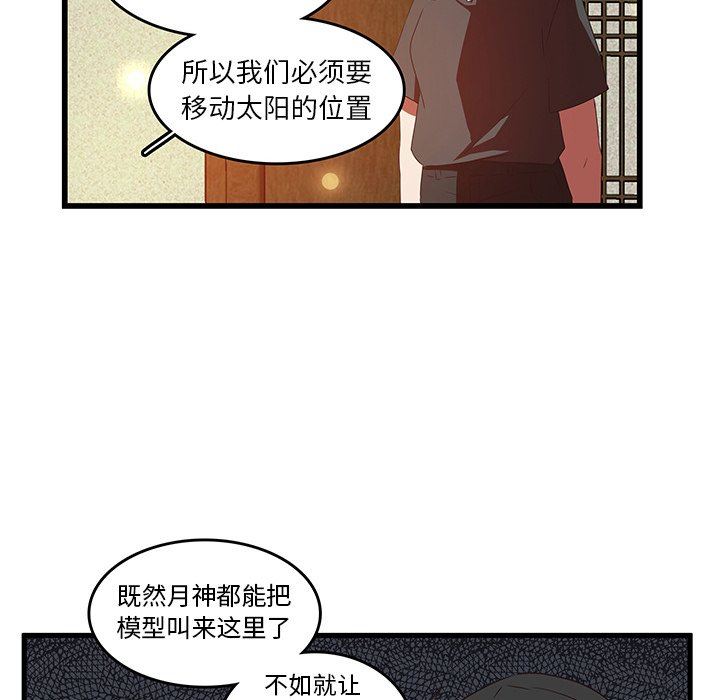 所以我们必须要
移动太阳的位置
既然月神都能把
模型叫来这里了
不如就让